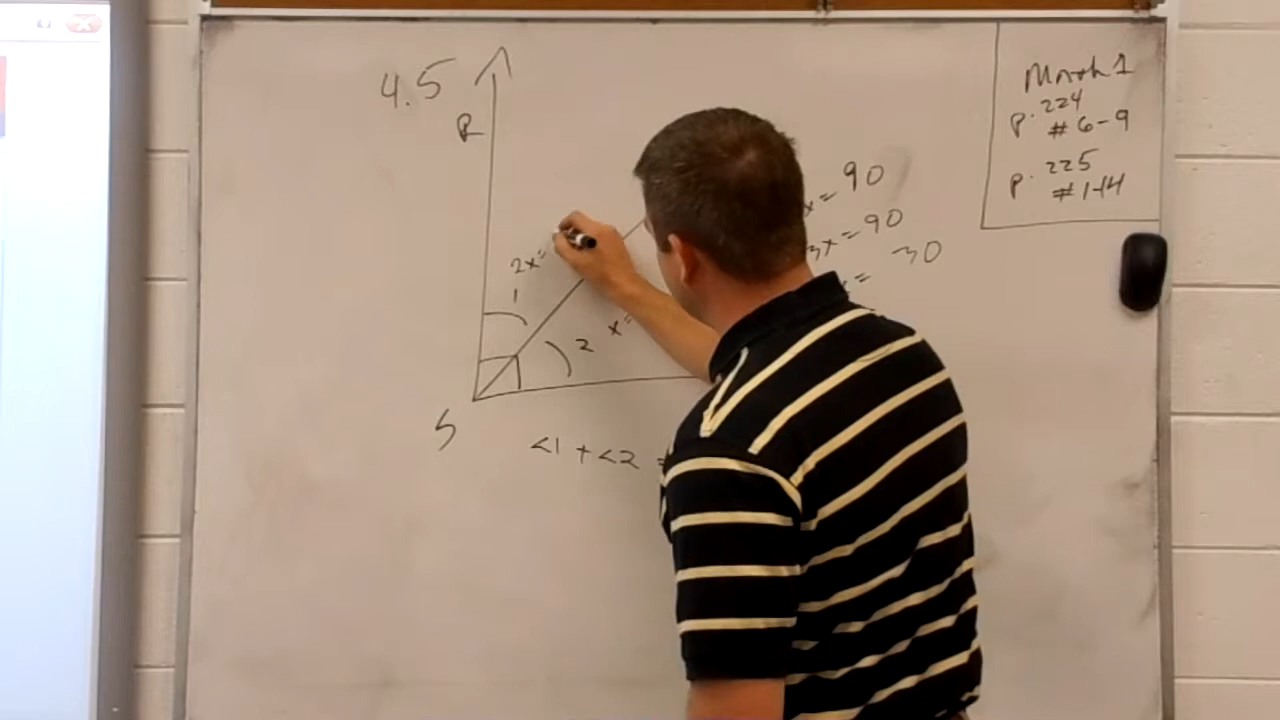 4.5
R
Math 1
p. 224
# 6-9
p. 225
# 1-14
x = 90
3x = 90
x = 30
2x =
1
x =
2
S
<1 + <2 =